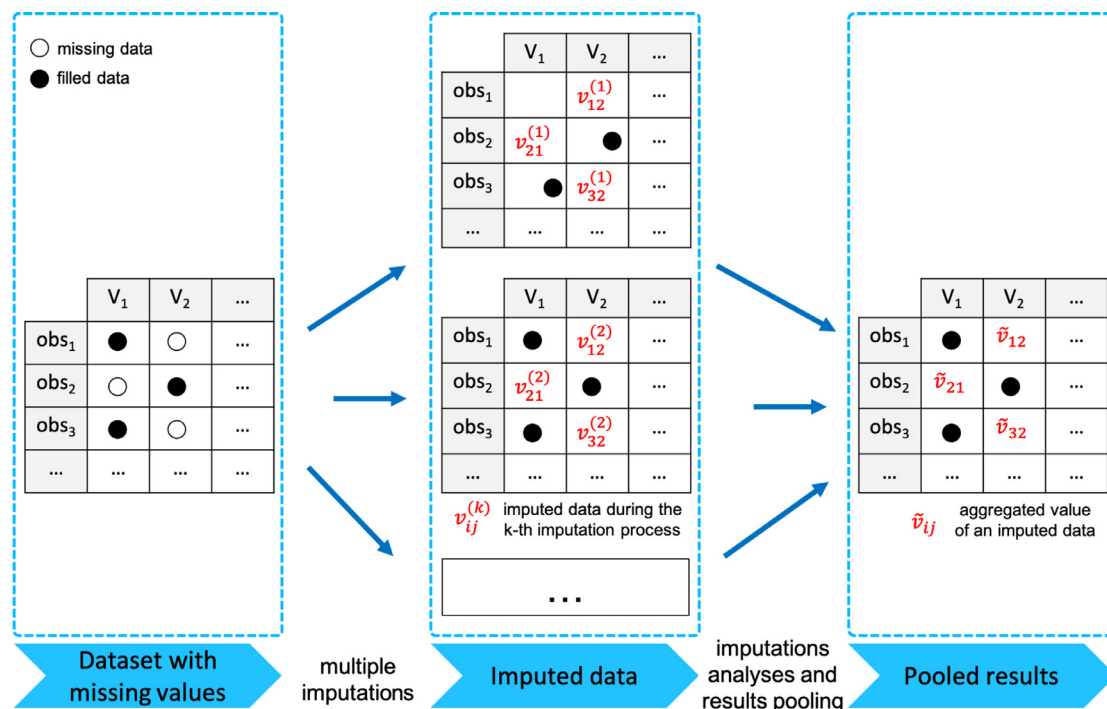 missing data
filled data
V₁ V₂ ...
obs₁ v₁₂⁽¹⁾ ...
obs₂ v₂₁⁽¹⁾ ...
obs₃ v₃₂⁽¹⁾ ...
... ... ... ...
V₁ V₂ ...
obs₁ ...
obs₂ ...
obs₃ ...
... ... ... ...
V₁ V₂ ...
obs₁ v₁₂⁽²⁾ ...
obs₂ v₂₁⁽²⁾ ...
obs₃ v₃₂⁽²⁾ ...
... ... ... ...
vᵢⱼ⁽ᵏ⁾ imputed data during the
k-th imputation process
...
V₁ V₂ ...
obs₁ ṽ₁₂ ...
obs₂ ṽ₂₁ ...
obs₃ ṽ₃₂ ...
... ... ... ...
ṽᵢⱼ aggregated value
of an imputed data
Dataset with
missing values
multiple
imputations
Imputed data
imputations
analyses and
results pooling
Pooled results